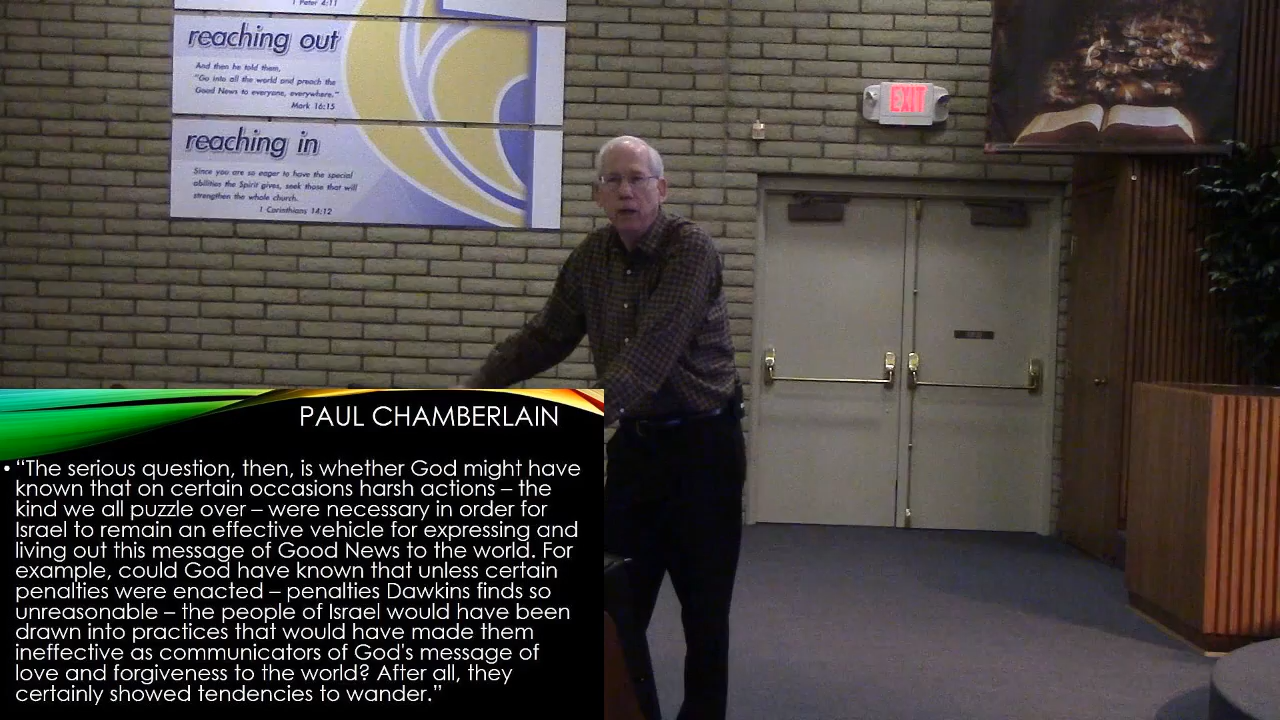 1 Peter 4:11
reaching out
And then he told them,
"Go into all the world and preach the
Good News to everyone, everywhere."
Mark 16:15
reaching in
Since you are so eager to have the special
abilities the Spirit gives, seek those that will
strengthen the whole church.
1 Corinthians 14:12
EXIT
PAUL CHAMBERLAIN
• “The serious question, then, is whether God might have
known that on certain occasions harsh actions – the
kind we all puzzle over – were necessary in order for
Israel to remain an effective vehicle for expressing and
living out this message of Good News to the world. For
example, could God have known that unless certain
penalties were enacted – penalties Dawkins finds so
unreasonable – the people of Israel would have been
drawn into practices that would have made them
ineffective as communicators of God's message of
love and forgiveness to the world? After all, they
certainly showed tendencies to wander.”